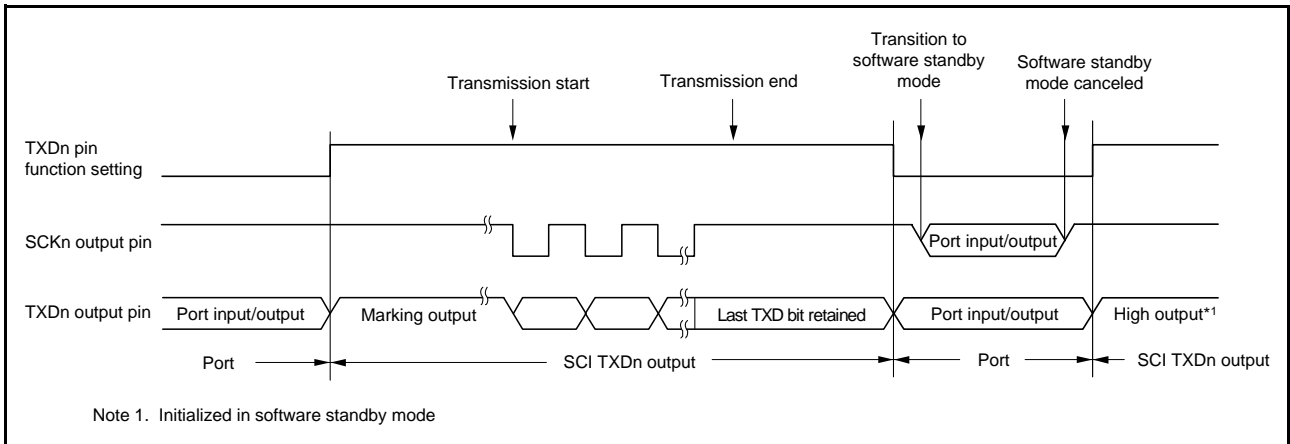 Transition to
software standby
mode
Software standby
mode canceled
Transmission start
Transmission end
TXDn pin
function setting
SCKn output pin
Port input/output
TXDn output pin
Port input/output
Marking output
Last TXD bit retained
Port input/output
High output*1
Port
SCI TXDn output
Port
SCI TXDn output
Note 1. Initialized in software standby mode